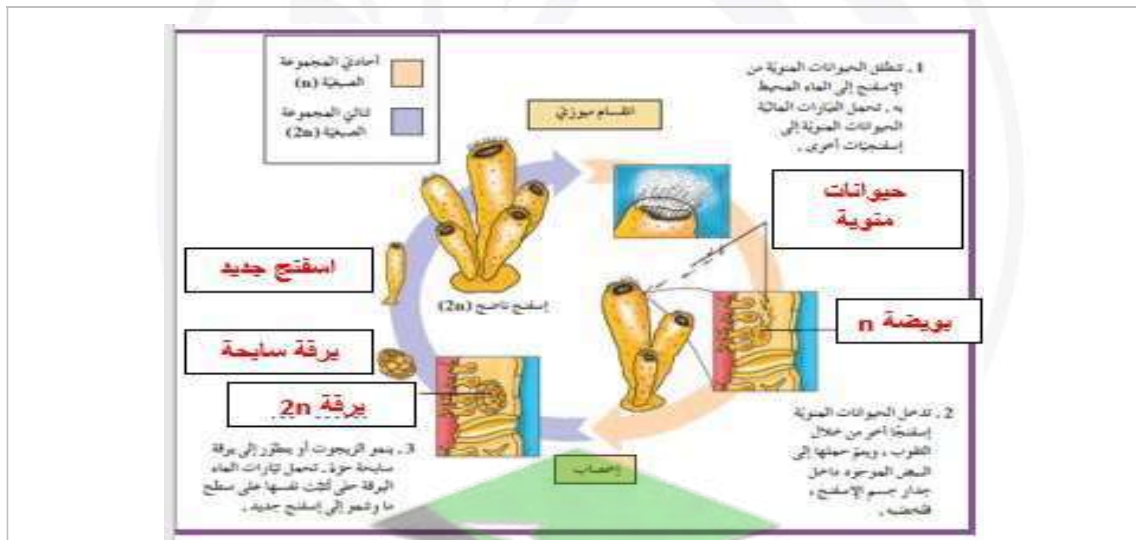 أحادي المجموعة
الصبغية (n)
ثنائي المجموعة
الصبغية (2n)
انقسام ميوزي
1 . تنطلق الحيوانات المنوية من
الإسفنج إلى الماء المحيط
به . تحمل التيارات المائية
الحيوانات المنوية إلى
إسفنجيات أخرى .
حيوانات
منوية
اسفنج جديد
إسفنج ناضج (2n)
بويضة n
يرقة سابحة
يرقة 2n
2 . تدخل الحيوانات المنوية
إسفنجًا آخر من خلال
الثقوب ، ويتم حملها إلى
البيض الموجود داخل
جدار جسم الإسفنج ،
فتخصبه .
3 . ينمو الزيجوت أو يتطور إلى يرقة
سابحة حرة . تحمل تيارات الماء
اليرقة حتى تثبت نفسها على سطح
ما وتنمو إلى إسفنج جديد .
إخصاب